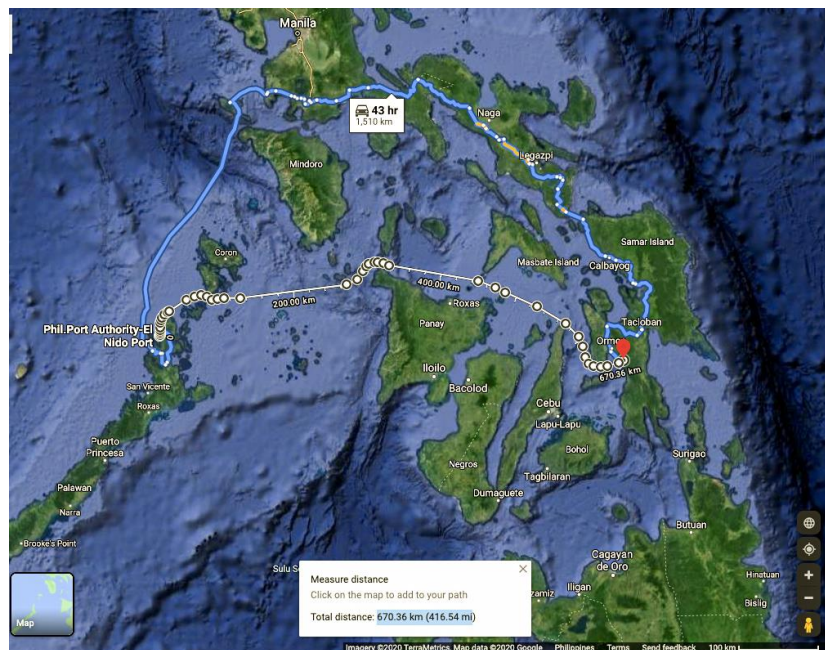 Manila
43 hr
1,510 km
Naga
Legazpi
Mindoro
Samar Island
Coron
Masbate Island
Calbayog
200.00 km
400.00 km
Roxas
Phil.Port Authority-El
Nido Port
0
Panay
Tacloban
Ormo
670.36 km
San Vicente
Iloilo
Bacolod
Roxas
Cebu
Lapu-Lapu
Puerto
Princesa
Bohol
Negros
Tagbilaran
Surigao
Palawan
Dumaguete
Narra
Butuan
Brooke's Point
Cagayan
de Oro
Sulu S
Measure distance
Click on the map to add to your path
Total distance: 670.36 km (416.54 mi)
amiz
Iligan
Hinatuan
Bislig
Map
Imagery ©2020 TerraMetrics, Map data ©2020 Google Philippines Terms Send feedback 100 km